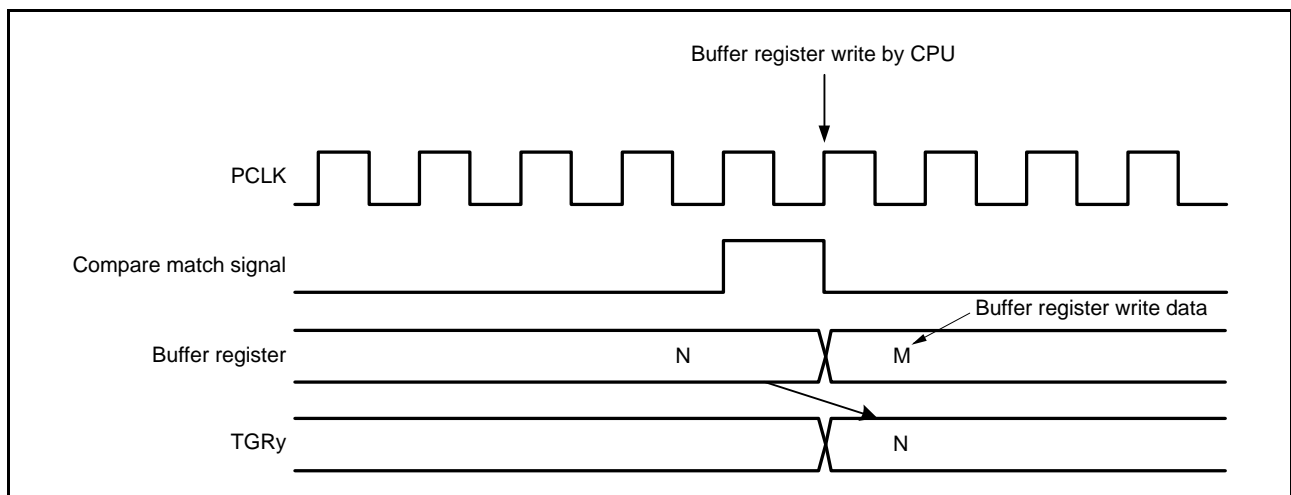 Buffer register write by CPU
PCLK
Compare match signal
Buffer register write data
Buffer register
N
M
TGRy
N